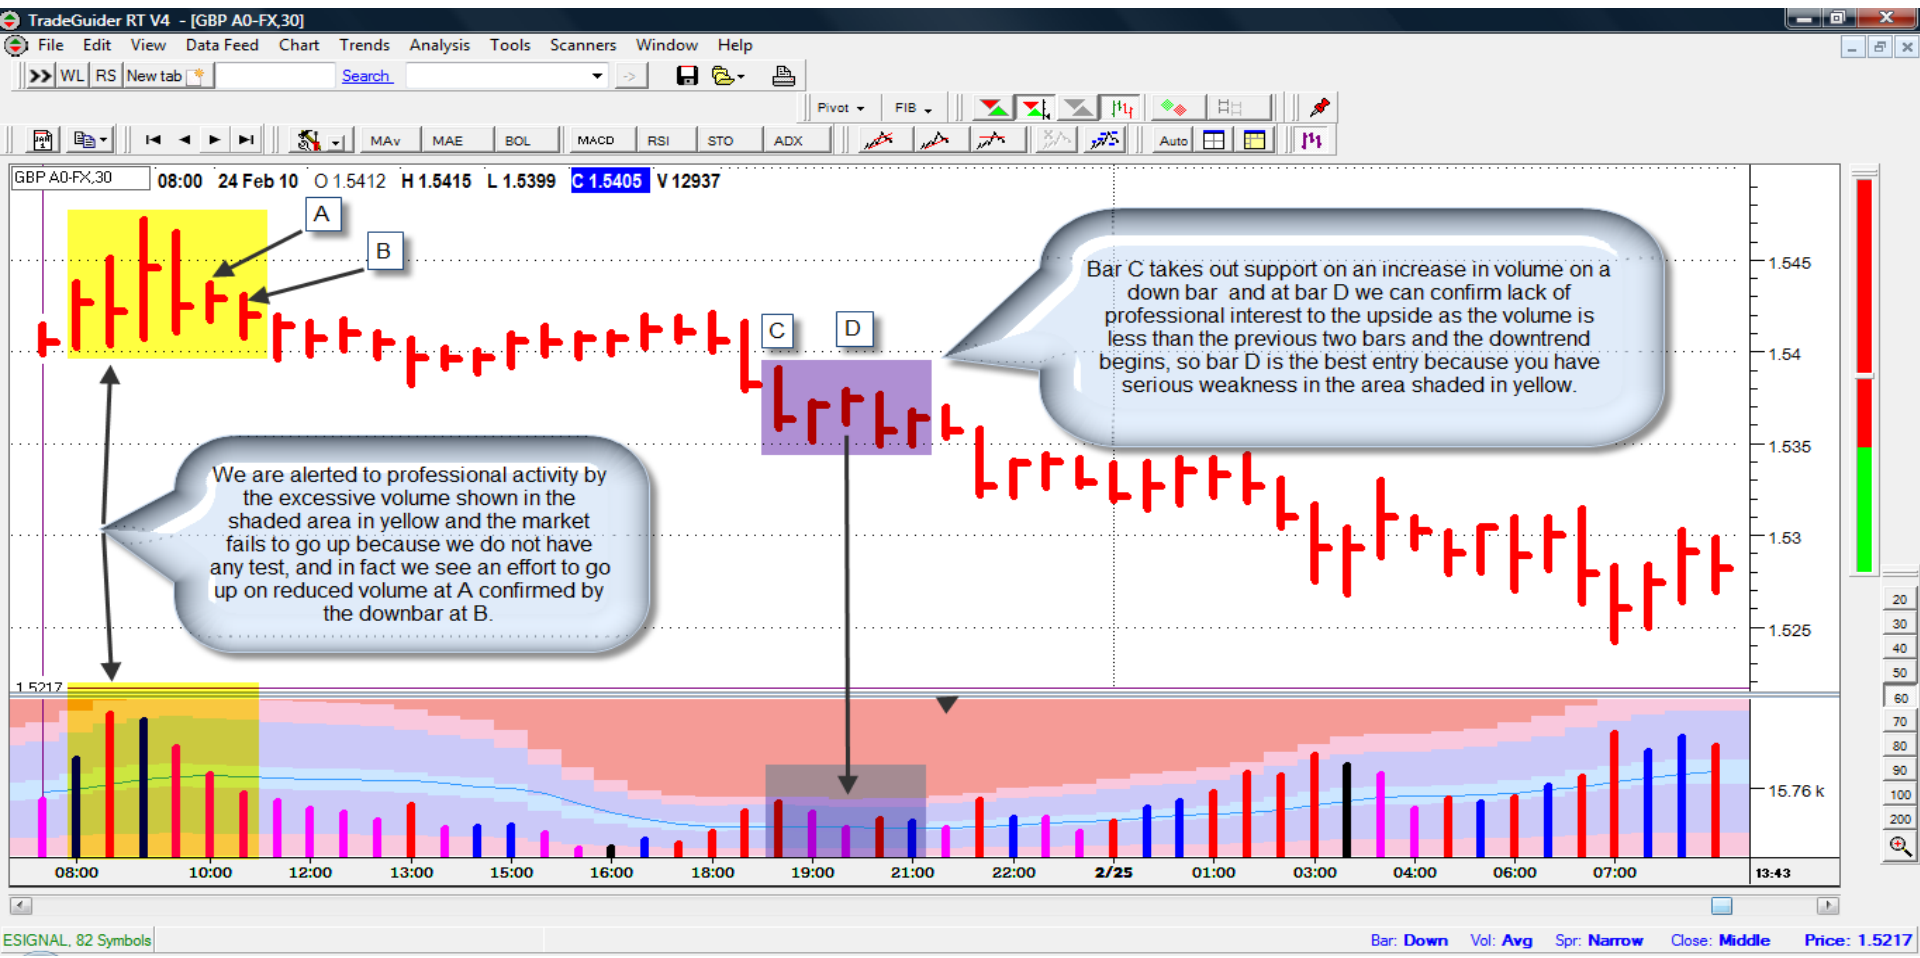 TradeGuider RT V4 - [GBP A0-FX,30]
File Edit View Data Feed Chart Trends Analysis Tools Scanners Window Help
>> WL RS New tab Search ->
Pivot FIB
MAv MAE BOL MACD RSI STO ADX Auto
GBP A0-FX,30 08:00 24 Feb 10 O 1.5412 H 1.5415 L 1.5399 C 1.5405 V 12937
A
B
C
D
Bar C takes out support on an increase in volume on a
down bar and at bar D we can confirm lack of
professional interest to the upside as the volume is
less than the previous two bars and the downtrend
begins, so bar D is the best entry because you have
serious weakness in the area shaded in yellow.
We are alerted to professional activity by
the excessive volume shown in the
shaded area in yellow and the market
fails to go up because we do not have
any test, and in fact we see an effort to go
up on reduced volume at A confirmed by
the downbar at B.
1.545
1.54
1.535
1.53
1.525
1.5217
15.76 k
20
30
40
50
60
70
80
90
100
200
08:00 10:00 12:00 13:00 15:00 16:00 18:00 19:00 21:00 22:00 2/25 01:00 03:00 04:00 06:00 07:00 13:43
ESIGNAL, 82 Symbols Bar: Down Vol: Avg Spr: Narrow Close: Middle Price: 1.5217